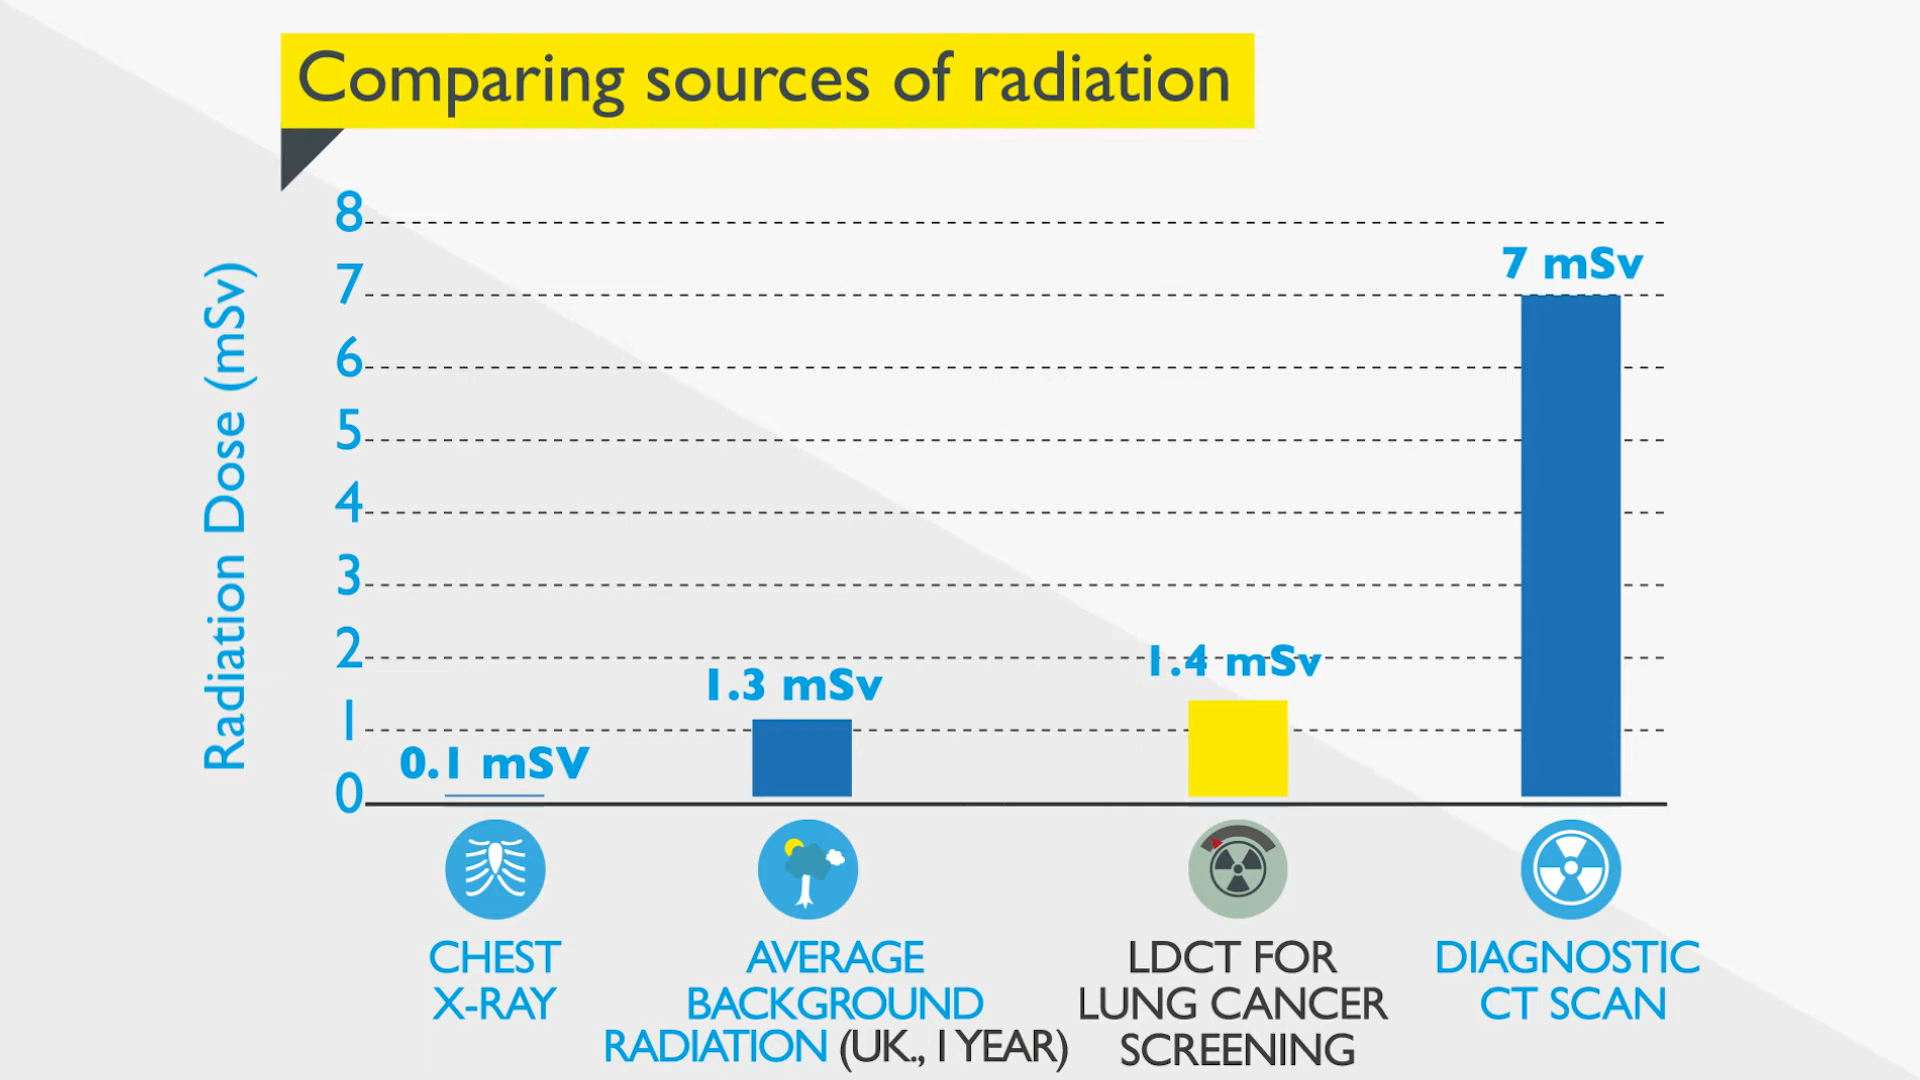 Comparing sources of radiation
Radiation Dose (mSv)
8
7
6
5
4
3
2
1
0
0.1 mSV
1.3 mSv
1.4 mSv
7 mSv
CHEST
X-RAY
AVERAGE
BACKGROUND
RADIATION (UK., 1 YEAR)
LDCT FOR
LUNG CANCER
SCREENING
DIAGNOSTIC
CT SCAN